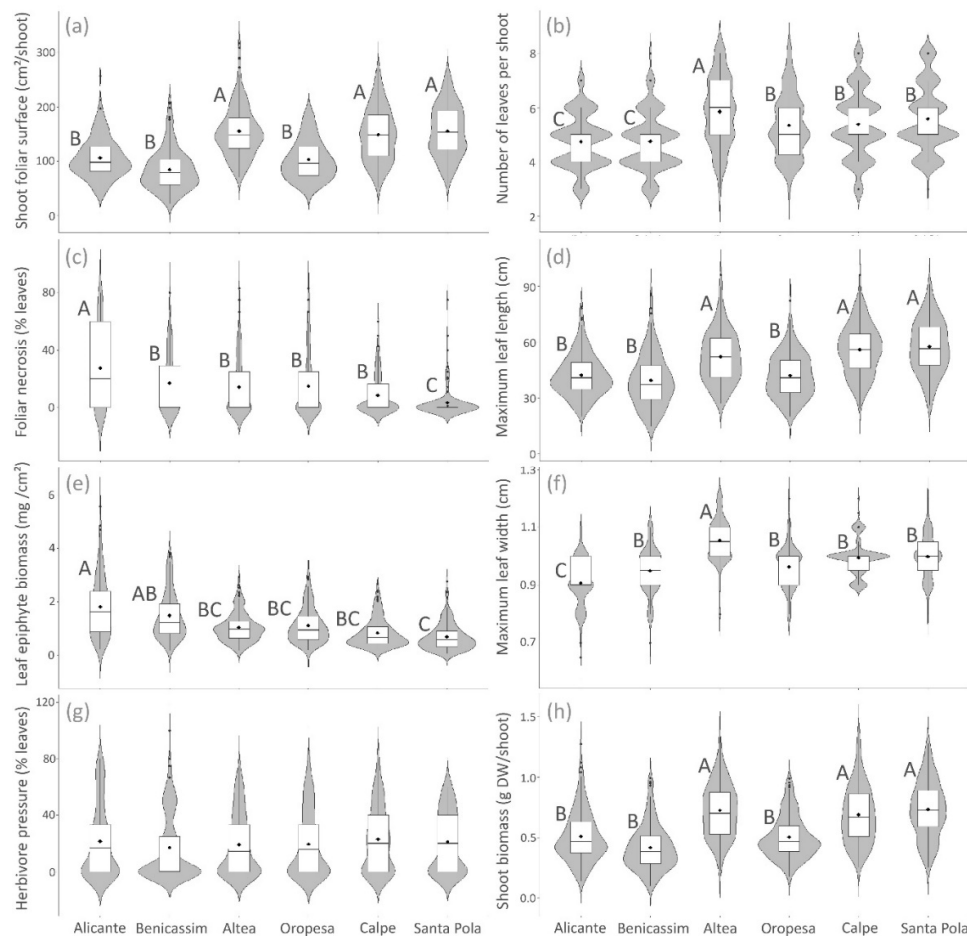 (a)
Shoot foliar surface (cm²/shoot)
300
200
100
0
B
B
A
B
A
A
(b)
Number of leaves per shoot
8
6
4
2
C
C
A
B
B
B
(c)
Foliar necrosis (% leaves)
80
40
0
A
B
B
B
B
C
(d)
Maximum leaf length (cm)
90
60
30
0
B
B
A
B
A
A
(e)
Leaf epiphyte biomass (mg /cm²)
6
4
2
0
A
AB
BC
BC
BC
C
(f)
Maximum leaf width (cm)
1.3
1.1
0.9
0.7
C
B
A
B
B
B
(g)
Herbivore pressure (% leaves)
120
80
40
0
(h)
Shoot biomass (g DW/shoot)
1.5
1.0
0.5
0.0
B
B
A
B
A
A
Alicante Benicassim Altea Oropesa Calpe Santa Pola
Alicante Benicassim Altea Oropesa Calpe Santa Pola